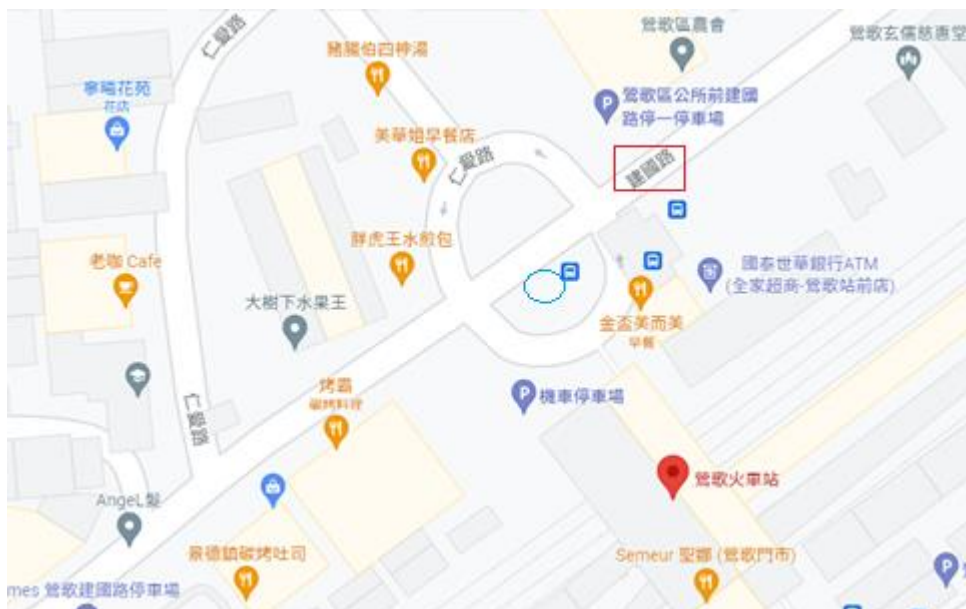 仁愛路
豬腸伯四神湯
鶯歌區農會
鶯歌玄儒慈惠堂
寧曦花苑
花店
P
鶯歌區公所前建國
路停一停車場
美華姐早餐店
仁愛路
建國路
胖虎王水煎包
老咖 Cafe
國泰世華銀行ATM
(全家超商-鶯歌站前店)
大樹下水果王
金盃美而美
早餐
烤霸
碳烤料理
P
機車停車場
仁愛路
鶯歌火車站
AngeL髮
景德鎮碳烤吐司
Semeur 聖娜 (鶯歌門市)
P
mes 鶯歌建國路停車場